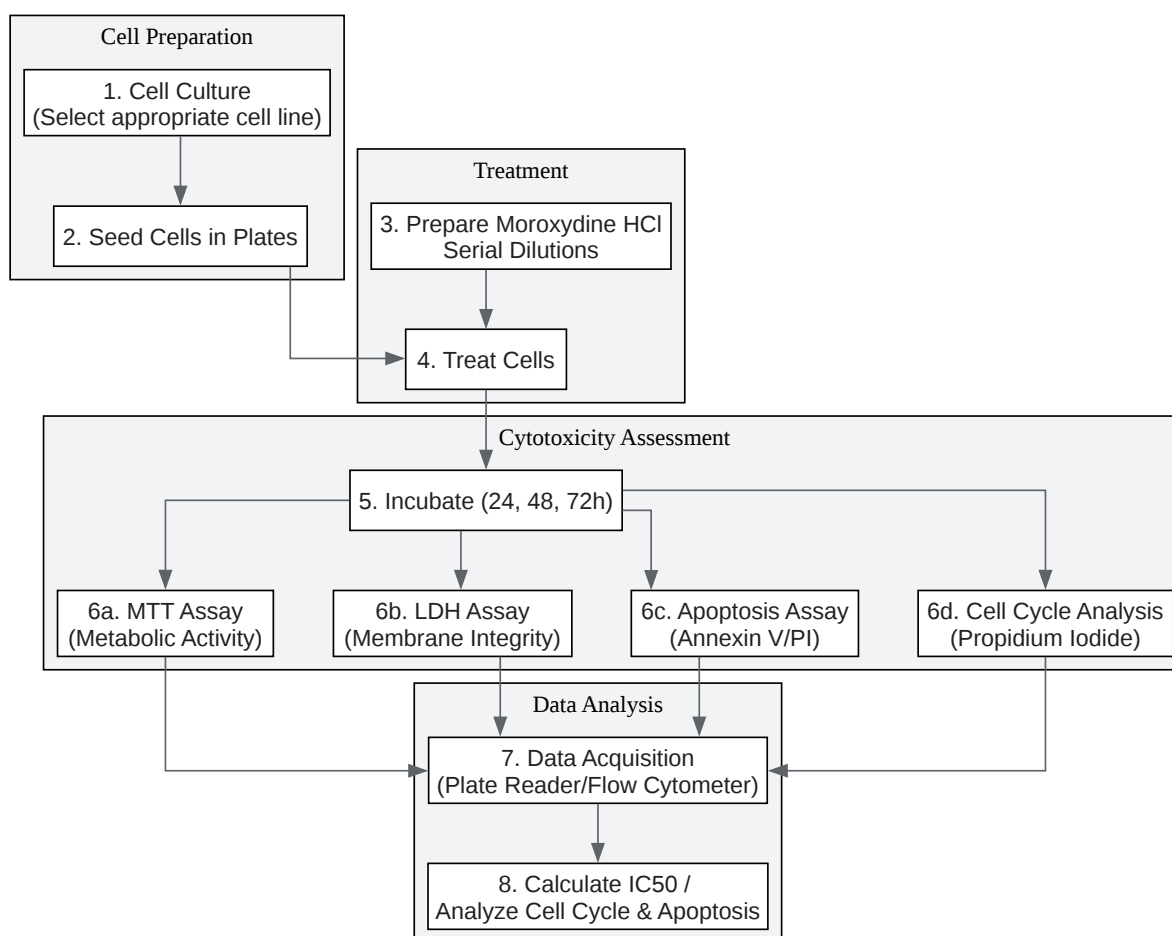 Cell Preparation
1. Cell Culture
(Select appropriate cell line)
2. Seed Cells in Plates
Treatment
3. Prepare Moroxydine HCl
Serial Dilutions
4. Treat Cells
Cytotoxicity Assessment
5. Incubate (24, 48, 72h)
6a. MTT Assay
(Metabolic Activity)
6b. LDH Assay
(Membrane Integrity)
6c. Apoptosis Assay
(Annexin V/PI)
6d. Cell Cycle Analysis
(Propidium Iodide)
Data Analysis
7. Data Acquisition
(Plate Reader/Flow Cytometer)
8. Calculate IC50 /
Analyze Cell Cycle & Apoptosis